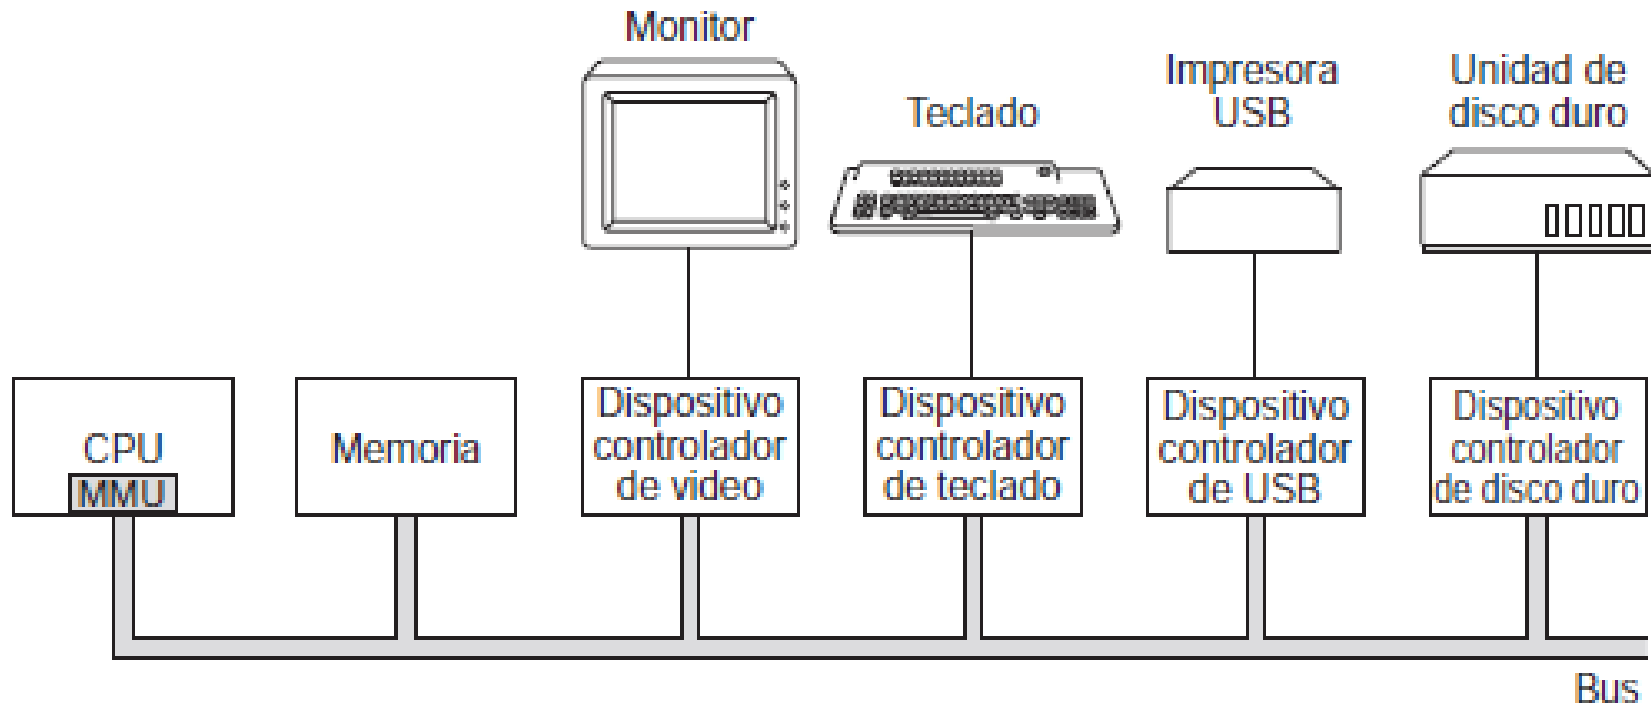 Monitor
Teclado
Impresora
USB
Unidad de
disco duro
CPU
MMU
Memoria
Dispositivo
controlador
de video
Dispositivo
controlador
de teclado
Dispositivo
controlador
de USB
Dispositivo
controlador
de disco duro
Bus